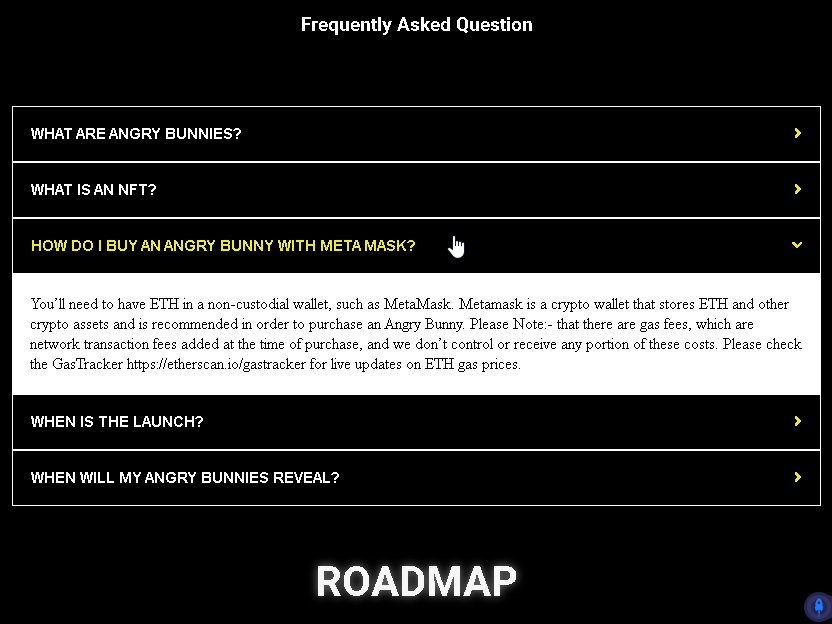 Frequently Asked Question
WHAT ARE ANGRY BUNNIES?
WHAT IS AN NFT?
HOW DO I BUY AN ANGRY BUNNY WITH META MASK?
You’ll need to have ETH in a non-custodial wallet, such as MetaMask. Metamask is a crypto wallet that stores ETH and other
crypto assets and is recommended in order to purchase an Angry Bunny. Please Note:- that there are gas fees, which are
network transaction fees added at the time of purchase, and we don’t control or receive any portion of these costs. Please check
the GasTracker https://etherscan.io/gastracker for live updates on ETH gas prices.
WHEN IS THE LAUNCH?
WHEN WILL MY ANGRY BUNNIES REVEAL?
ROADMAP